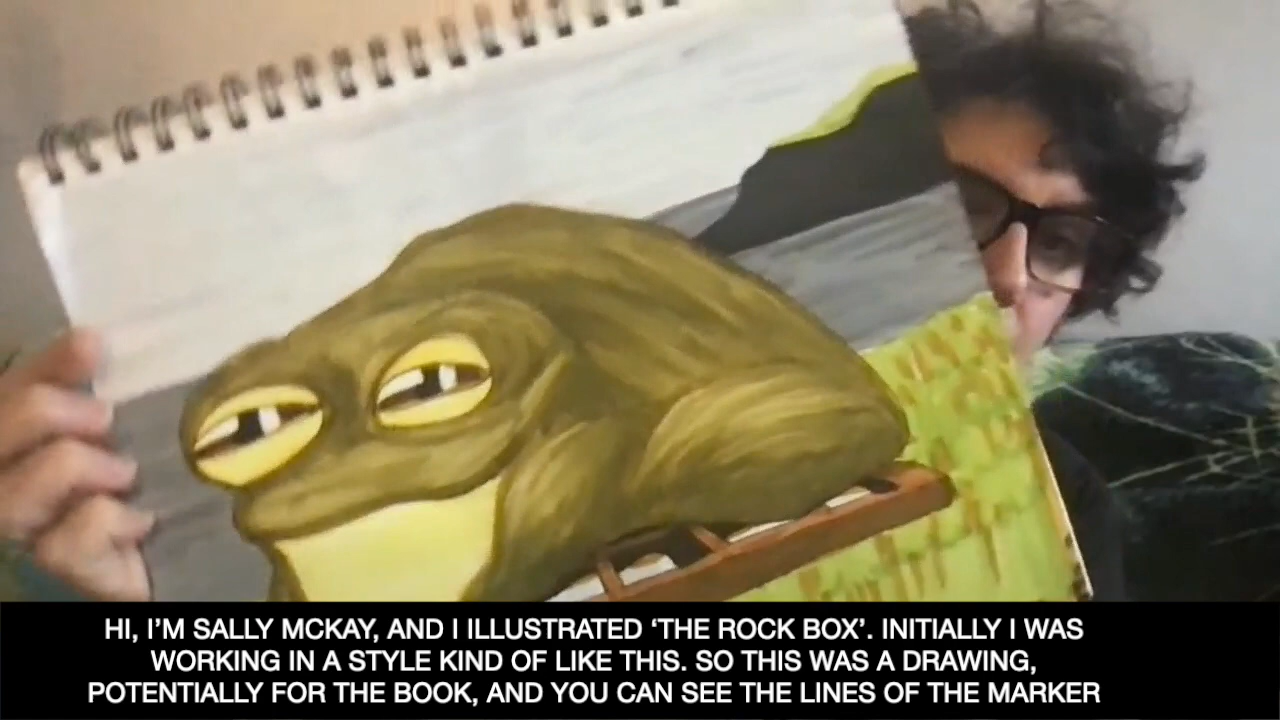 HI, I’M SALLY MCKAY, AND I ILLUSTRATED ‘THE ROCK BOX’. INITIALLY I WAS
WORKING IN A STYLE KIND OF LIKE THIS. SO THIS WAS A DRAWING,
POTENTIALLY FOR THE BOOK, AND YOU CAN SEE THE LINES OF THE MARKER